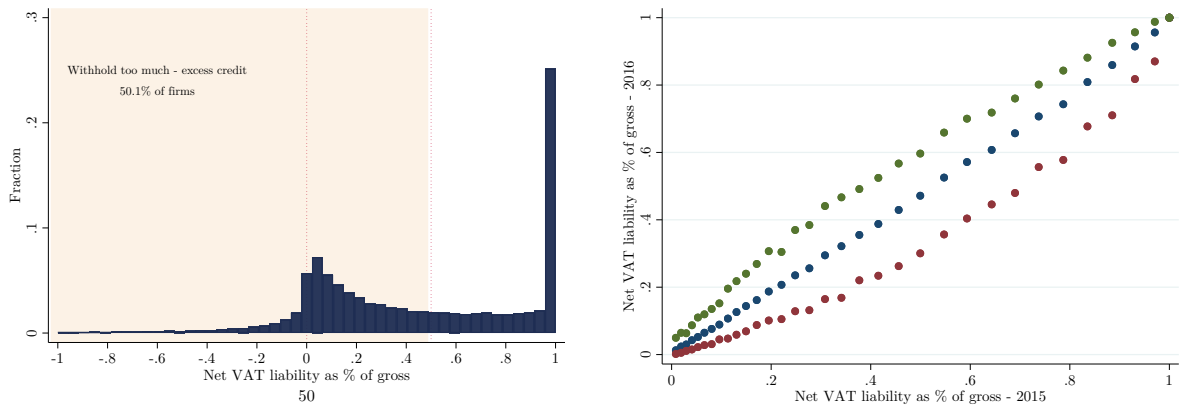 .3
.2
.1
0
Fraction
Withhold too much - excess credit
50.1% of firms
-1 -.8 -.6 -.4 -.2 0 .2 .4 .6 .8 1
Net VAT liability as % of gross
50
1
.8
.6
.4
.2
0
Net VAT liability as % of gross - 2016
0 .2 .4 .6 .8 1
Net VAT liability as % of gross - 2015